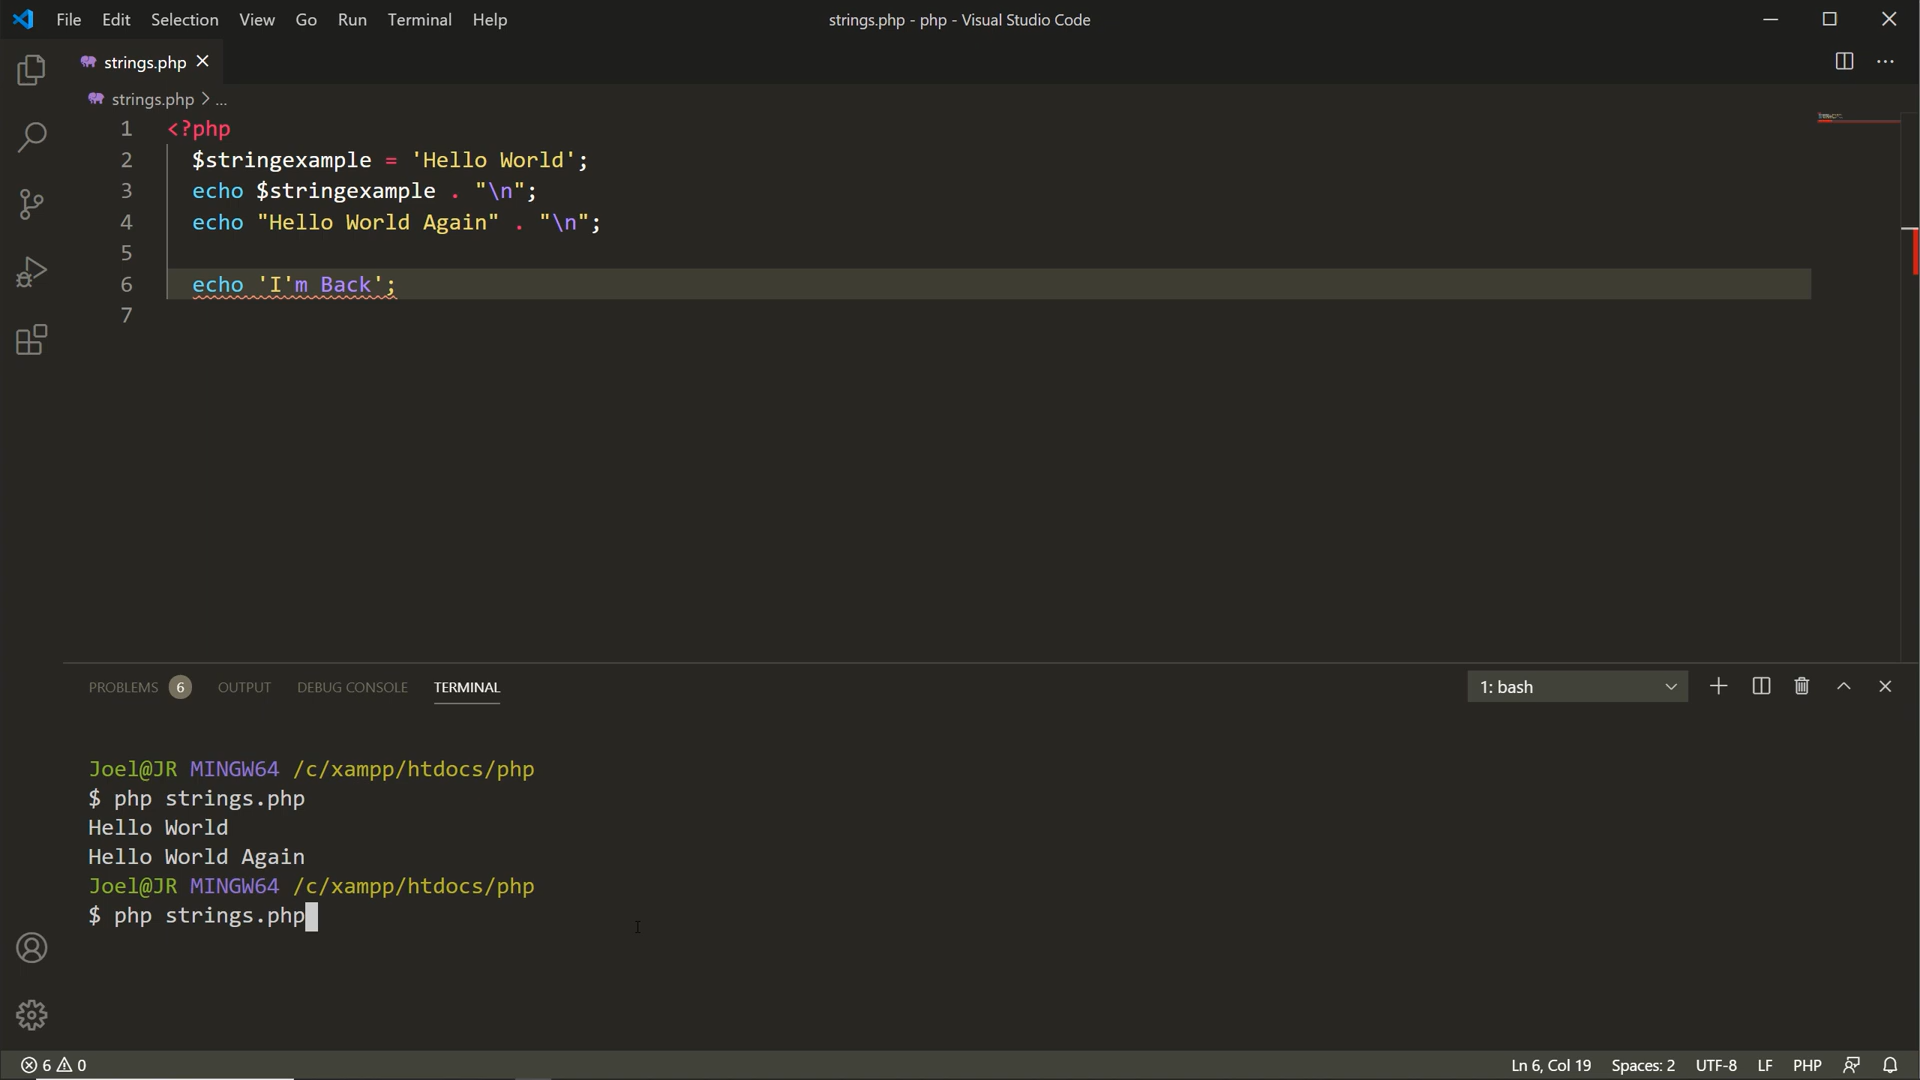 File Edit Selection View Go Run Terminal Help strings.php - php - Visual Studio Code
strings.php
strings.php > ...
1 <?php
2 $stringexample = 'Hello World';
3 echo $stringexample . "\n";
4 echo "Hello World Again" . "\n";
5
6 echo 'I'm Back';
7
PROBLEMS 6 OUTPUT DEBUG CONSOLE TERMINAL 1: bash
Joel@JR MINGW64 /c/xampp/htdocs/php
$ php strings.php
Hello World
Hello World Again
Joel@JR MINGW64 /c/xampp/htdocs/php
$ php strings.php
6 0 Ln 6, Col 19 Spaces: 2 UTF-8 LF PHP